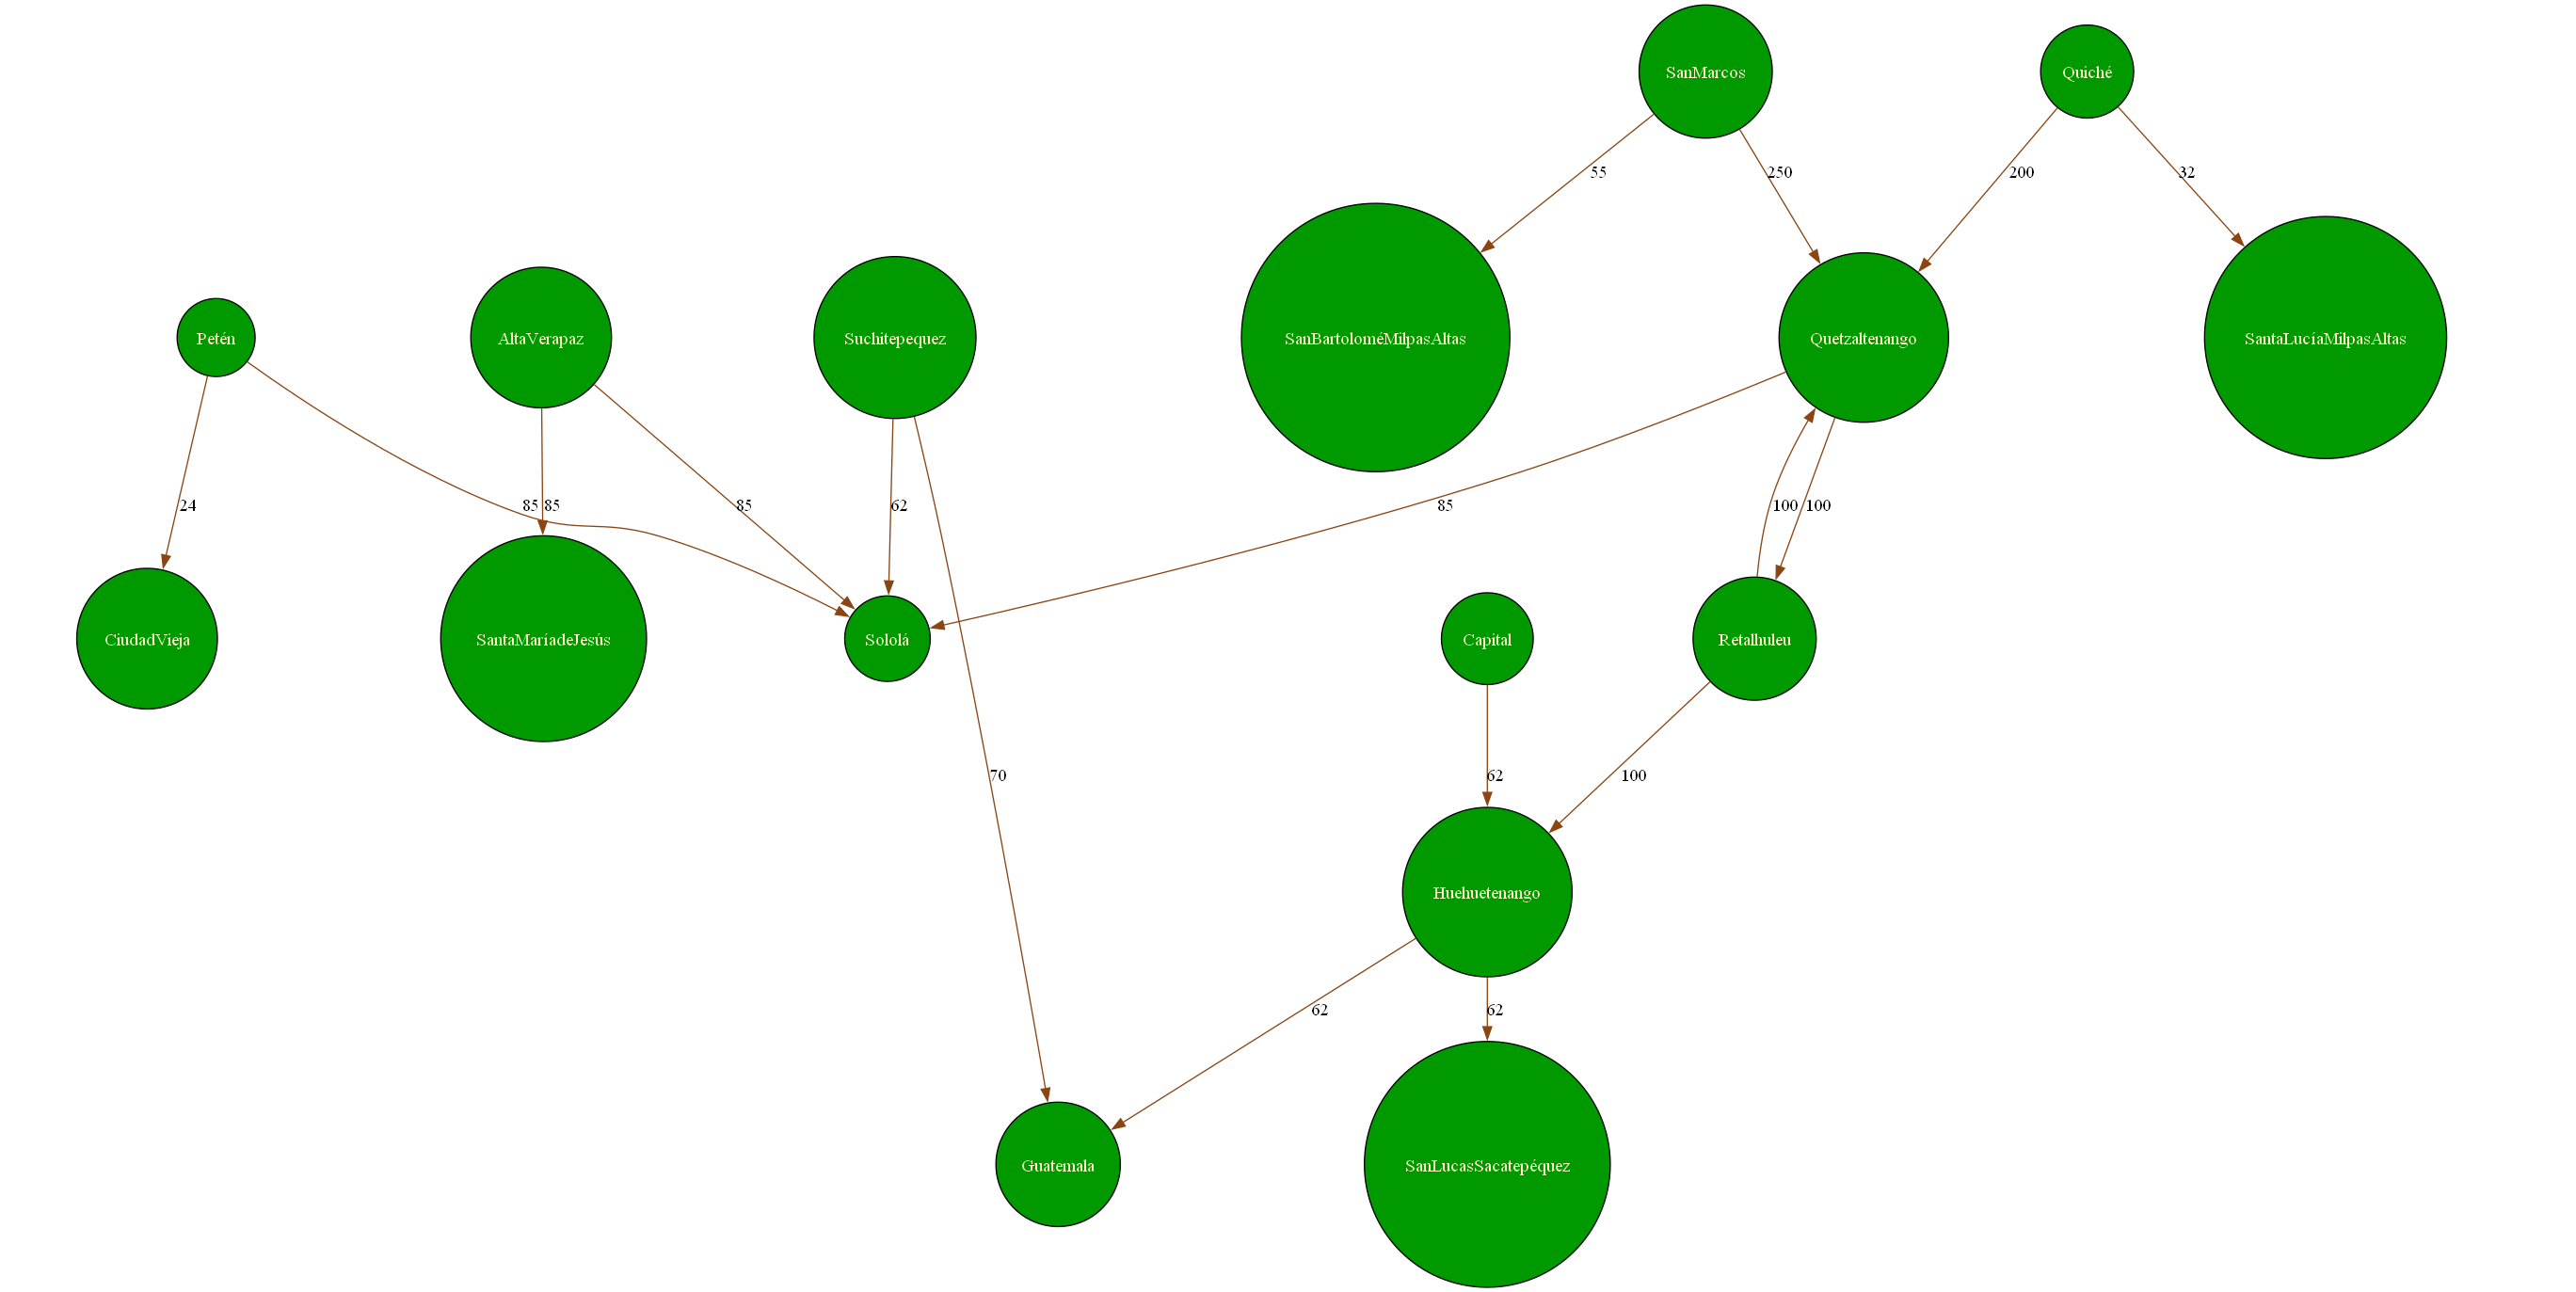 SanMarcos
Quiché
55
250
200
32
Petén
AltaVerapaz
Suchitepequez
SanBartoloméMilpasAltas
Quetzaltenango
SantaLucíaMilpasAltas
24
85
85
85
62
85
100
100
CiudadVieja
SantaMaríadeJesús
Sololá
Capital
Retalhuleu
70
62
100
Huehuetenango
62
62
Guatemala
SanLucasSacatepéquez